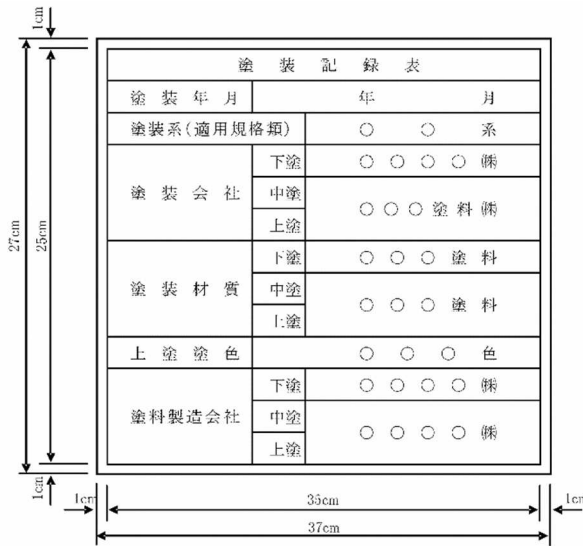 1cm
塗装記録表
塗装年月 年 月
塗装系(適用規格類) ○ ○ 系
塗装会社 下塗 ○○○○㈱
中塗 ○○○塗料㈱
上塗
塗装材質 下塗 ○○○塗料
中塗 ○○○塗料
上塗
上塗塗色 ○ ○ ○ 色
塗料製造会社 下塗 ○○○○㈱
中塗 ○○○○㈱
上塗
27cm
25cm
1cm
1cm 35cm 1cm
37cm